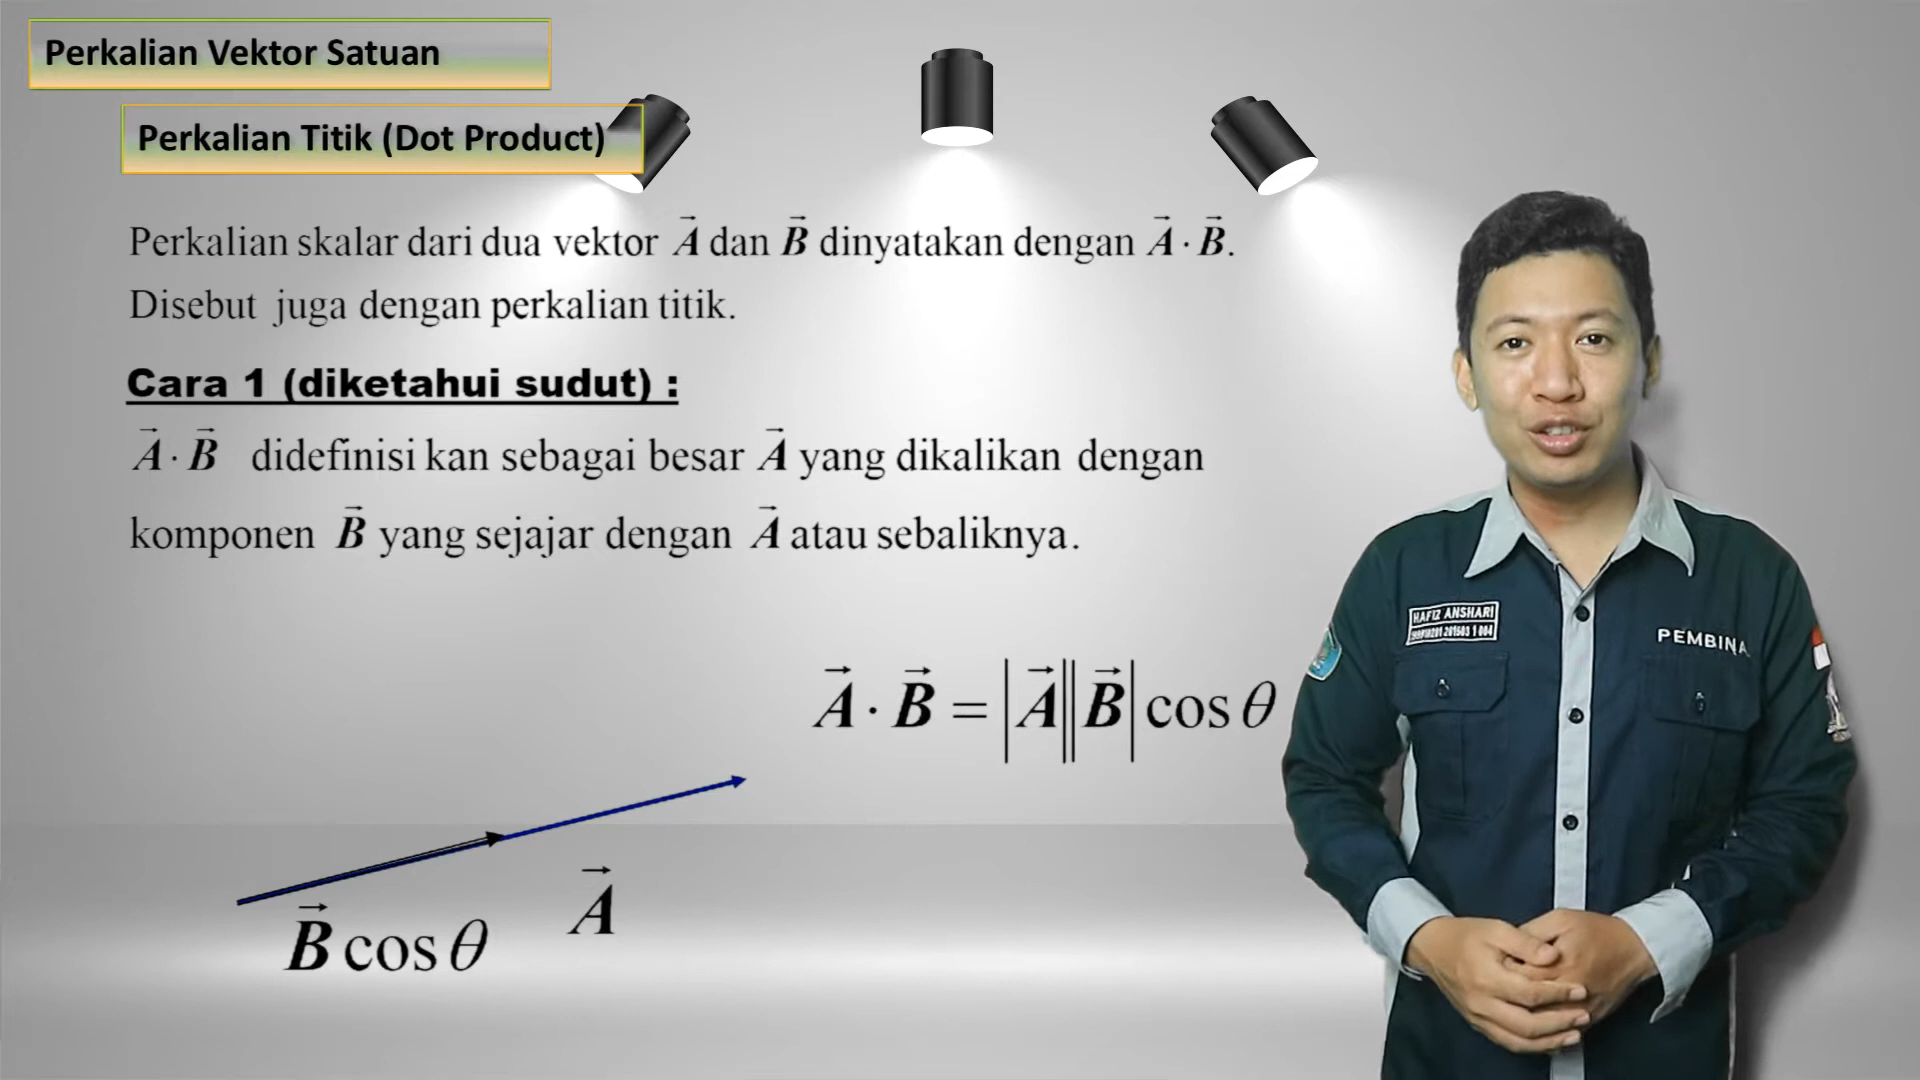 Perkalian Vektor Satuan
Perkalian Titik (Dot Product)
Perkalian skalar dari dua vektor A⃗ dan B⃗ dinyatakan dengan A⃗ · B⃗.
Disebut juga dengan perkalian titik.
Cara 1 (diketahui sudut) :
A⃗ · B⃗ didefinisi kan sebagai besar A⃗ yang dikalikan dengan
komponen B⃗ yang sejajar dengan A⃗ atau sebaliknya.
A⃗ · B⃗ = |A⃗||B⃗| cos θ
B⃗ cos θ
A⃗
HAFIZ ANSHARI
PEMBINA